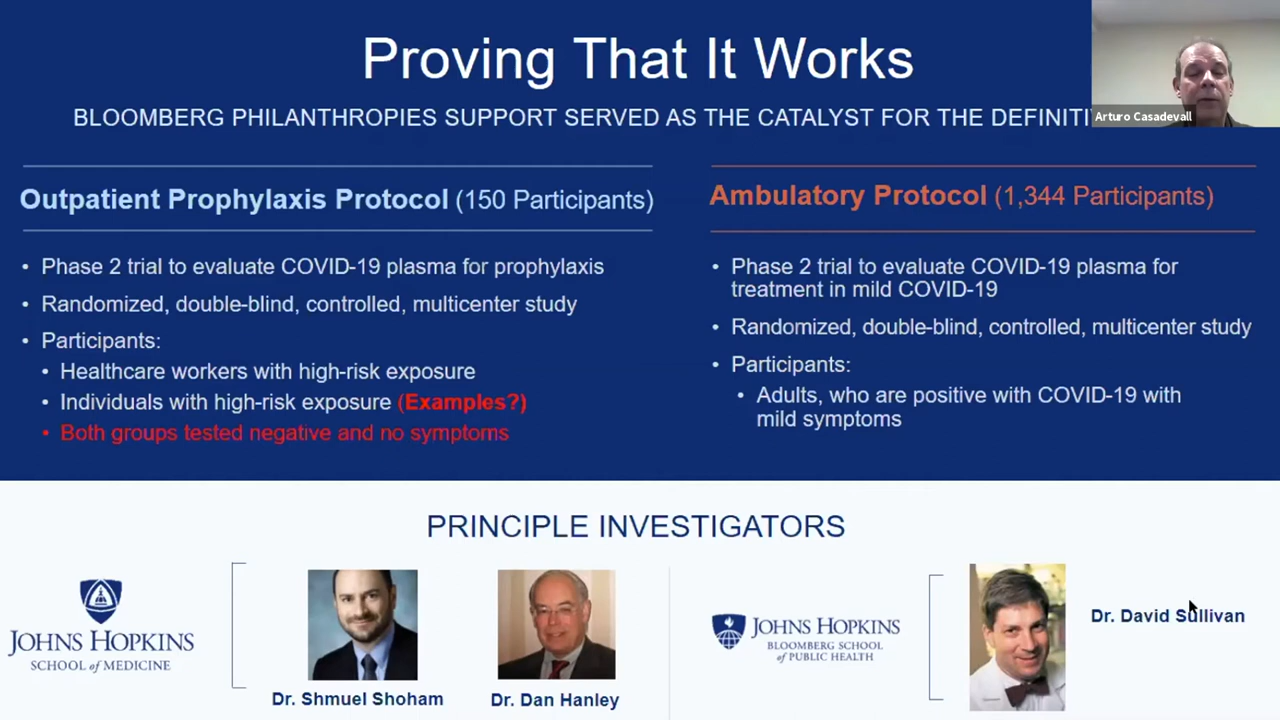 Proving That It Works
BLOOMBERG PHILANTHROPIES SUPPORT SERVED AS THE CATALYST FOR THE
Arturo Casadevall
Outpatient Prophylaxis Protocol (150 Participants)
• Phase 2 trial to evaluate COVID-19 plasma for prophylaxis
• Randomized, double-blind, controlled, multicenter study
• Participants:
• Healthcare workers with high-risk exposure
• Individuals with high-risk exposure (Examples?)
• Both groups tested negative and no symptoms
Ambulatory Protocol (1,344 Participants)
• Phase 2 trial to evaluate COVID-19 plasma for
treatment in mild COVID-19
• Randomized, double-blind, controlled, multicenter study
• Participants:
• Adults, who are positive with COVID-19 with
mild symptoms
PRINCIPLE INVESTIGATORS
JOHNS HOPKINS
SCHOOL of MEDICINE
Dr. Shmuel Shoham
Dr. Dan Hanley
JOHNS HOPKINS
BLOOMBERG SCHOOL
of PUBLIC HEALTH
Dr. David Sullivan